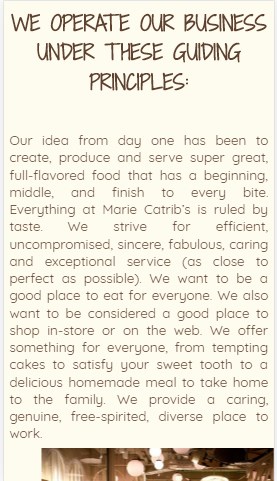 WE OPERATE OUR BUSINESS
UNDER THESE GUIDING
PRINCIPLES:
Our idea from day one has been to
create, produce and serve super great,
full-flavored food that has a beginning,
middle, and finish to every bite.
Everything at Marie Catrib's is ruled by
taste. We strive for efficient,
uncompromised, sincere, fabulous, caring
and exceptional service (as close to
perfect as possible). We want to be a
good place to eat for everyone. We also
want to be considered a good place to
shop in-store or on the web. We offer
something for everyone, from tempting
cakes to satisfy your sweet tooth to a
delicious homemade meal to take home
to the family. We provide a caring,
genuine, free-spirited, diverse place to
work.